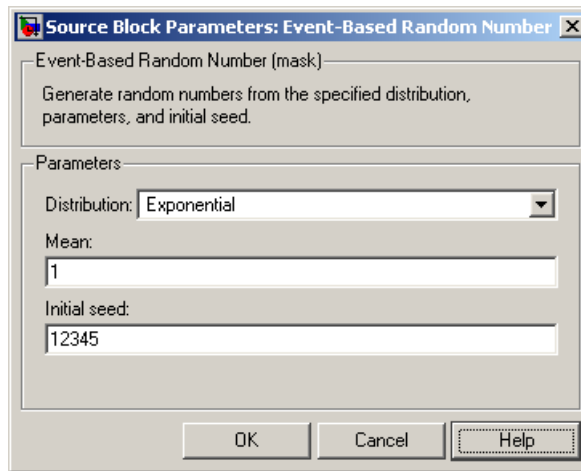 Source Block Parameters: Event-Based Random Number
Event-Based Random Number (mask)
Generate random numbers from the specified distribution,
parameters, and initial seed.
Parameters
Distribution: Exponential
Mean:
1
Initial seed:
12345
OK Cancel Help